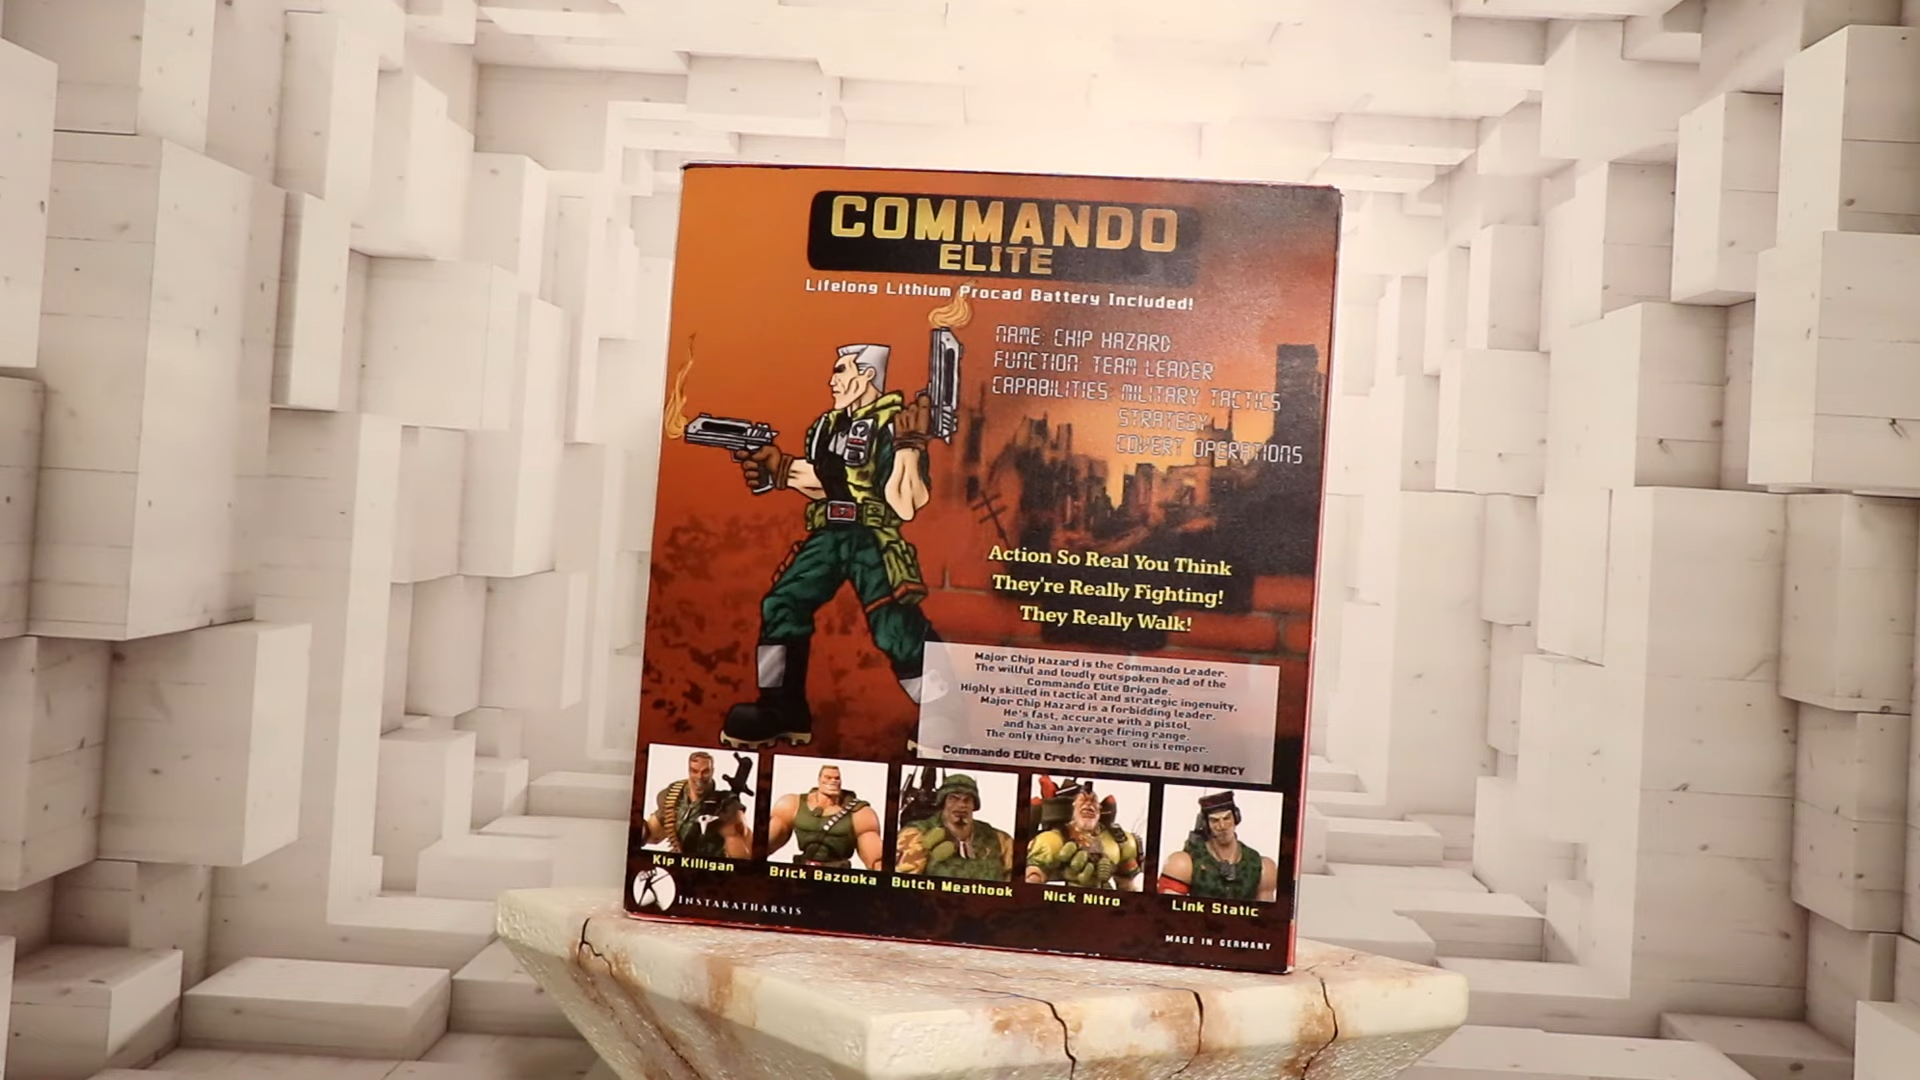 COMMANDO
ELITE
Lifelong Lithium Procad Battery Included!
NAME: CHIP HAZARD
FUNCTION: TEAM LEADER
CAPABILITIES: MILITARY TACTICS
STRATEGY
COVERT OPERATIONS
Action So Real You Think
They're Really Fighting!
They Really Walk!
Major Chip Hazard is the Commando Leader.
The willful and loudly outspoken head of the
Commando Elite Brigade.
Highly skilled in tactical and strategic ingenuity,
Major Chip Hazard is a forbidding leader.
He's fast, accurate with a pistol,
and has an average firing range.
The only thing he's short on is temper.
Commando Elite Credo: THERE WILL BE NO MERCY
Kip Killigan
Brick Bazooka
Butch Meathook
Nick Nitro
Link Static
INSTAKATHARSIS
MADE IN GERMANY